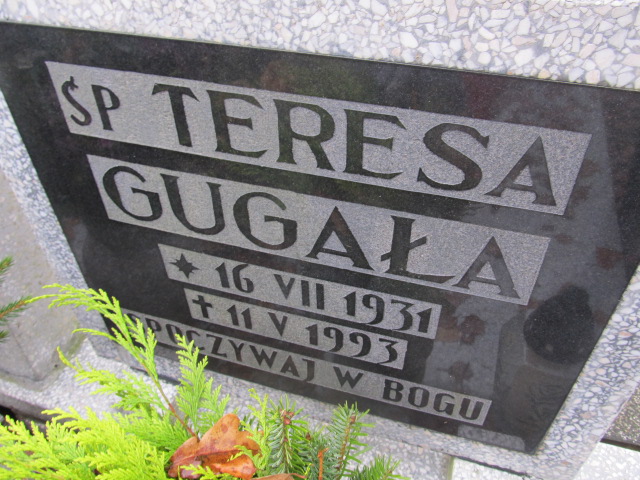 ŚP TERESA
GUGAŁA
* 16 VII 1931
† 11 V 1993
SPOCZYWAJ W BOGU